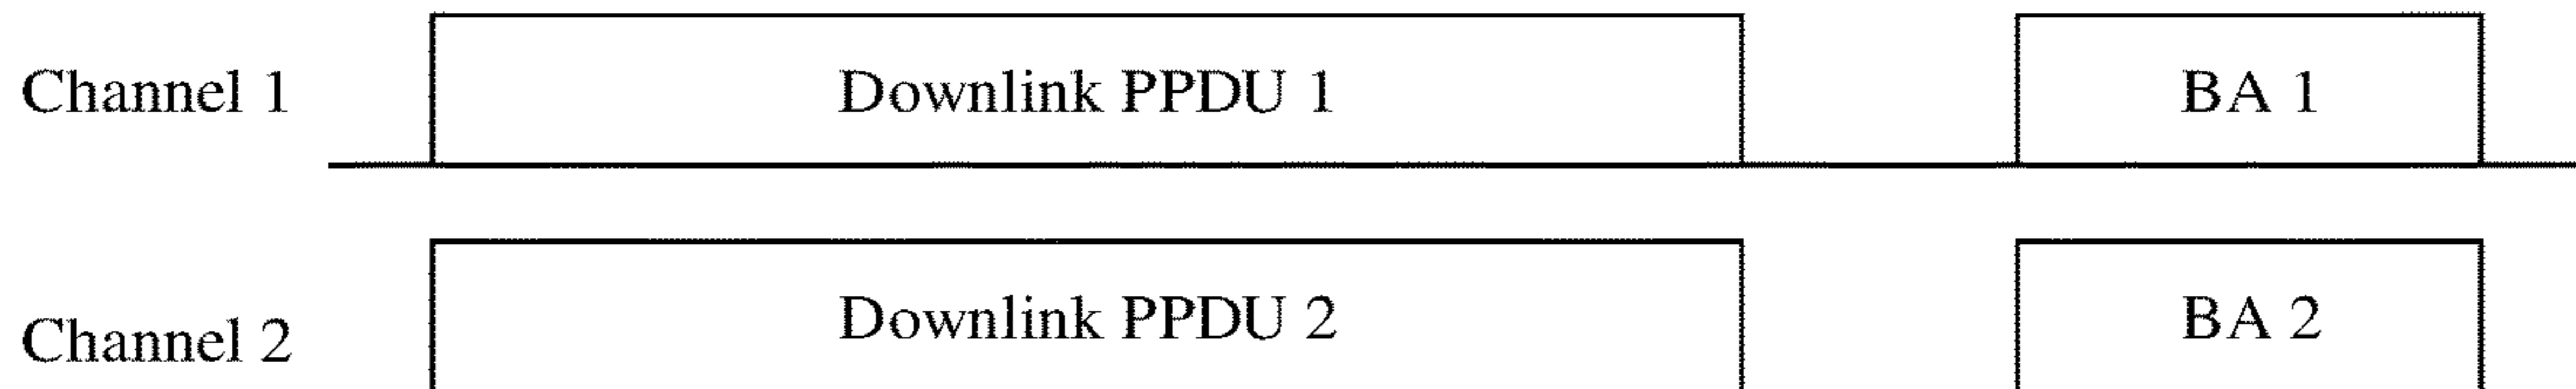 Channel 1 Downlink PPDU 1 BA 1
Channel 2 Downlink PPDU 2 BA 2